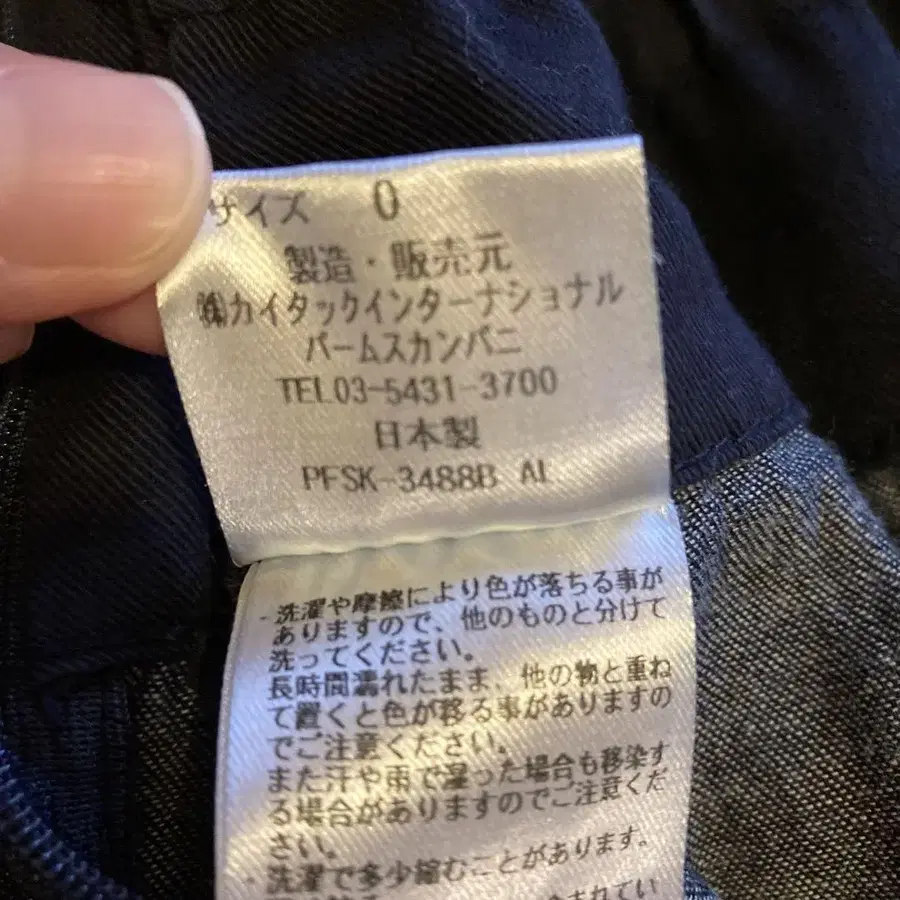 サイズ 0
製造・販売元
㈱カイタックインターナショナル
パームスカンパニ
TEL03-5431-3700
日本製
PFSK-3488B AL
・洗濯や摩擦により色が落ちる事が
ありますので、他のものと分けて
洗ってください。
長時間濡れたまま、他の物と重ね
て置くと色が移る事がありますの
でご注意ください。
また汗や雨で湿った場合も移染す
る場合がありますのでご注意くだ
さい。
・洗濯で多少縮むことがあります。
まれてい